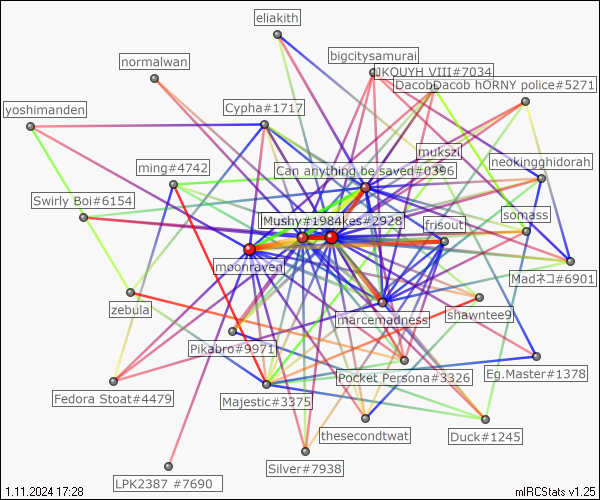 eliakith
bigcitysamurai
normalwan
JKQUYH VIII#7034
DacobDacob hORNY police#5271
yoshimanden
Cypha#1717
mukszi
neokingghidorah
ming#4742
Can anything be saved#0396
Swirly Boi#6154
somass
Mushy#1984
kes#2928
frisout
moonraven
Madネコ#6901
zebula
shawntee9
marcemadness
Pikabro#9971
Eg.Master#1378
Pocket Persona#3326
Fedora Stoat#4479
Majestic#3375
thesecondtwat
Duck#1245
Silver#7938
LPK2387 #7690
1.11.2024 17:28
mIRCStats v1.25